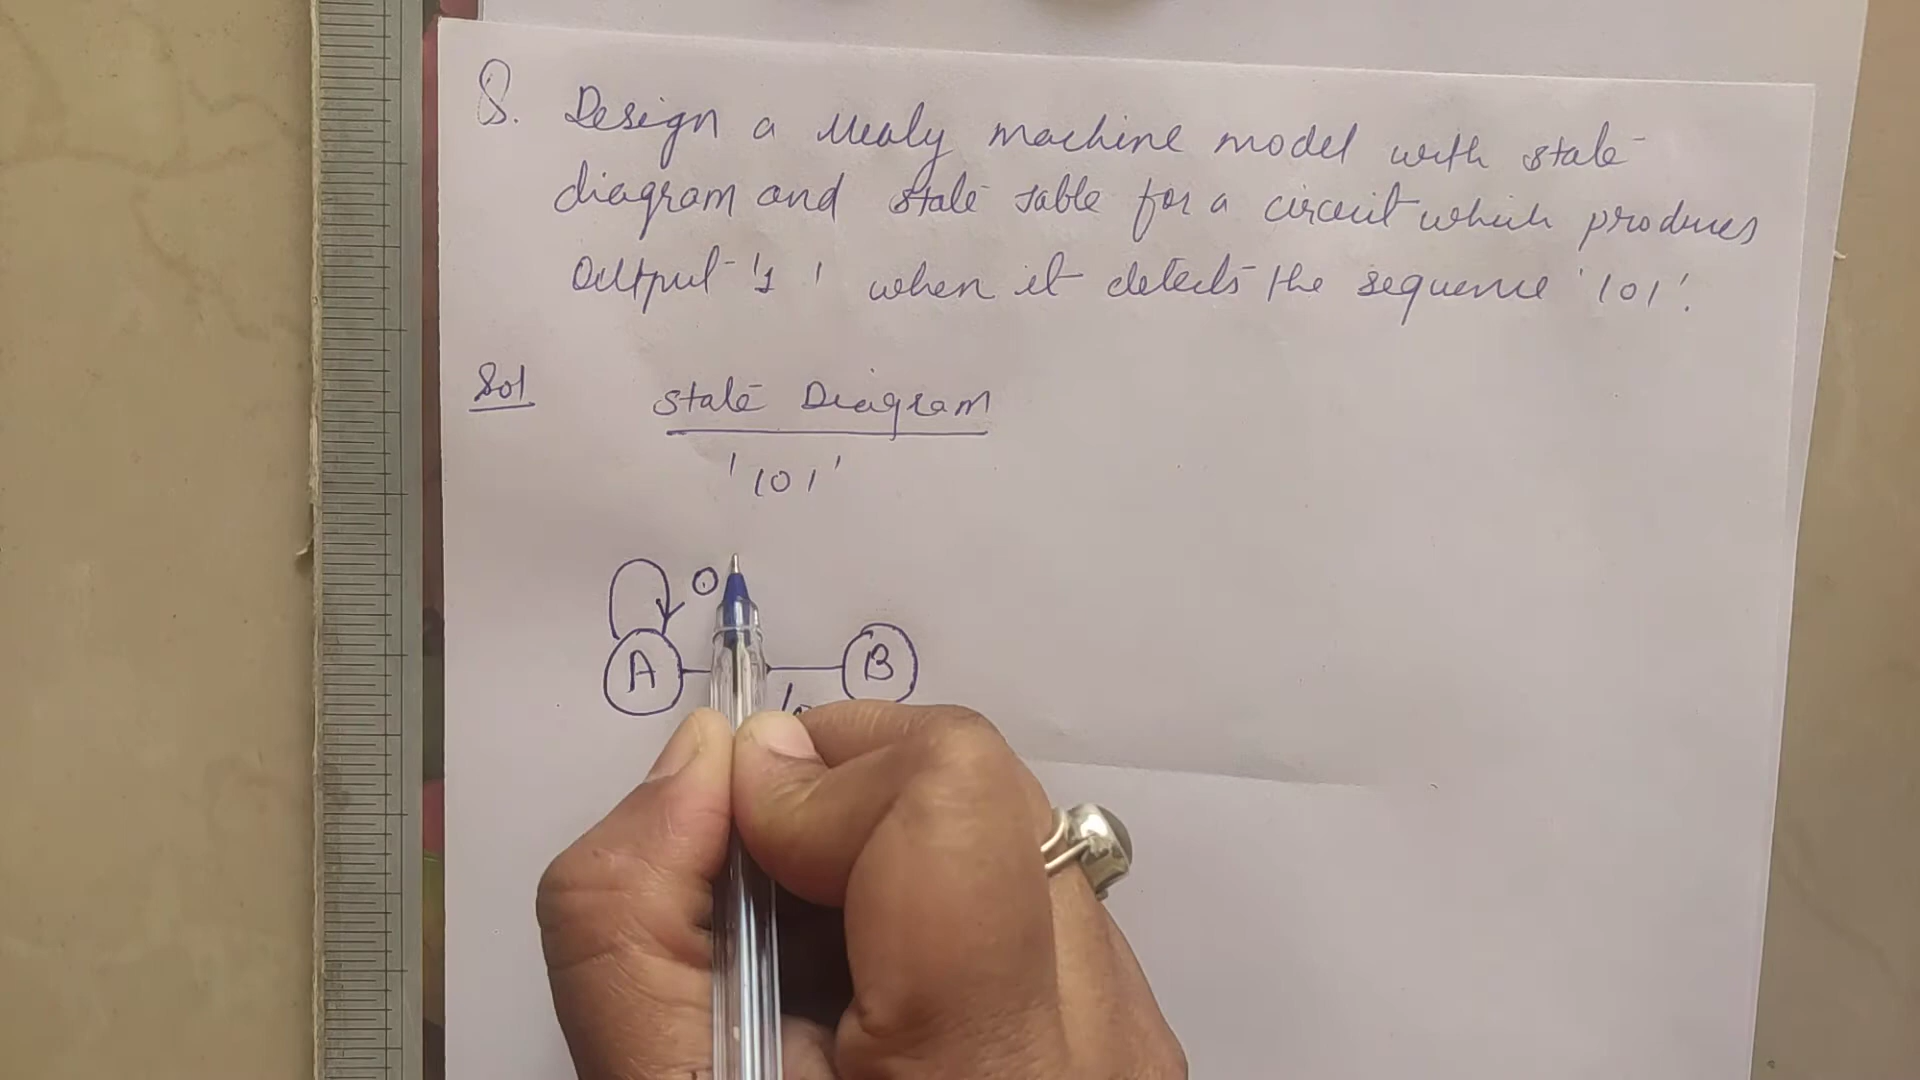 Q. Design a Mealy machine model with state
diagram and state table for a circuit which produces
Output '1' when it detects the sequence '101'.
Sol State Diagram
'101'
0
A B